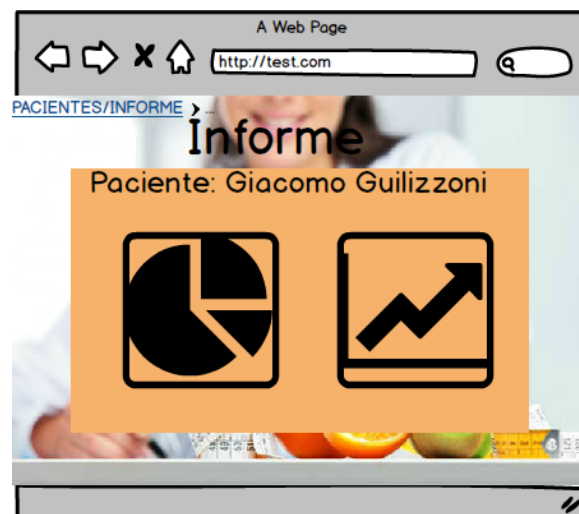 A Web Page
http://test.com
PACIENTES/INFORME > ...
Informe
Paciente: Giacomo Guilizzoni